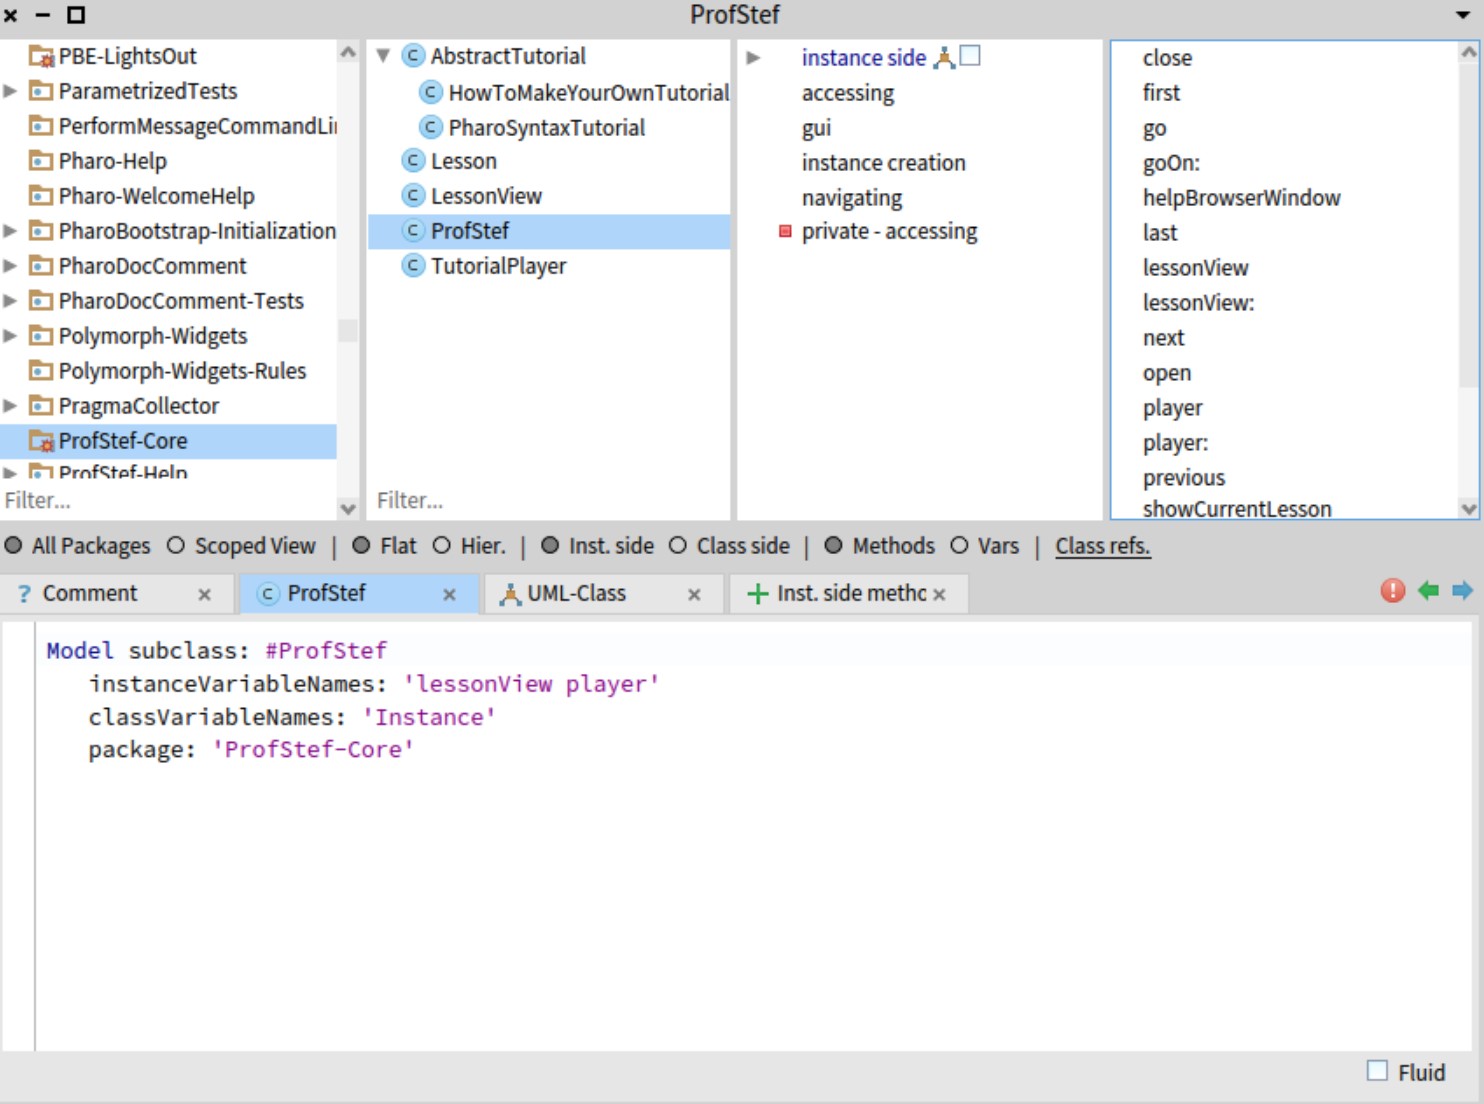 ProfStef
PBE-LightsOut
ParametrizedTests
PerformMessageCommandLi
Pharo-Help
Pharo-WelcomeHelp
PharoBootstrap-Initialization
PharoDocComment
PharoDocComment-Tests
Polymorph-Widgets
Polymorph-Widgets-Rules
PragmaCollector
ProfStef-Core
ProfStef-Help
Filter...
AbstractTutorial
HowToMakeYourOwnTutorial
PharoSyntaxTutorial
Lesson
LessonView
ProfStef
TutorialPlayer
Filter...
instance side
accessing
gui
instance creation
navigating
private - accessing
close
first
go
goOn:
helpBrowserWindow
last
lessonView
lessonView:
next
open
player
player:
previous
showCurrentLesson
All Packages Scoped View | Flat Hier. | Inst. side Class side | Methods Vars | Class refs.
? Comment × ProfStef × UML-Class × Inst. side methc ×
Model subclass: #ProfStef
instanceVariableNames: 'lessonView player'
classVariableNames: 'Instance'
package: 'ProfStef-Core'
Fluid